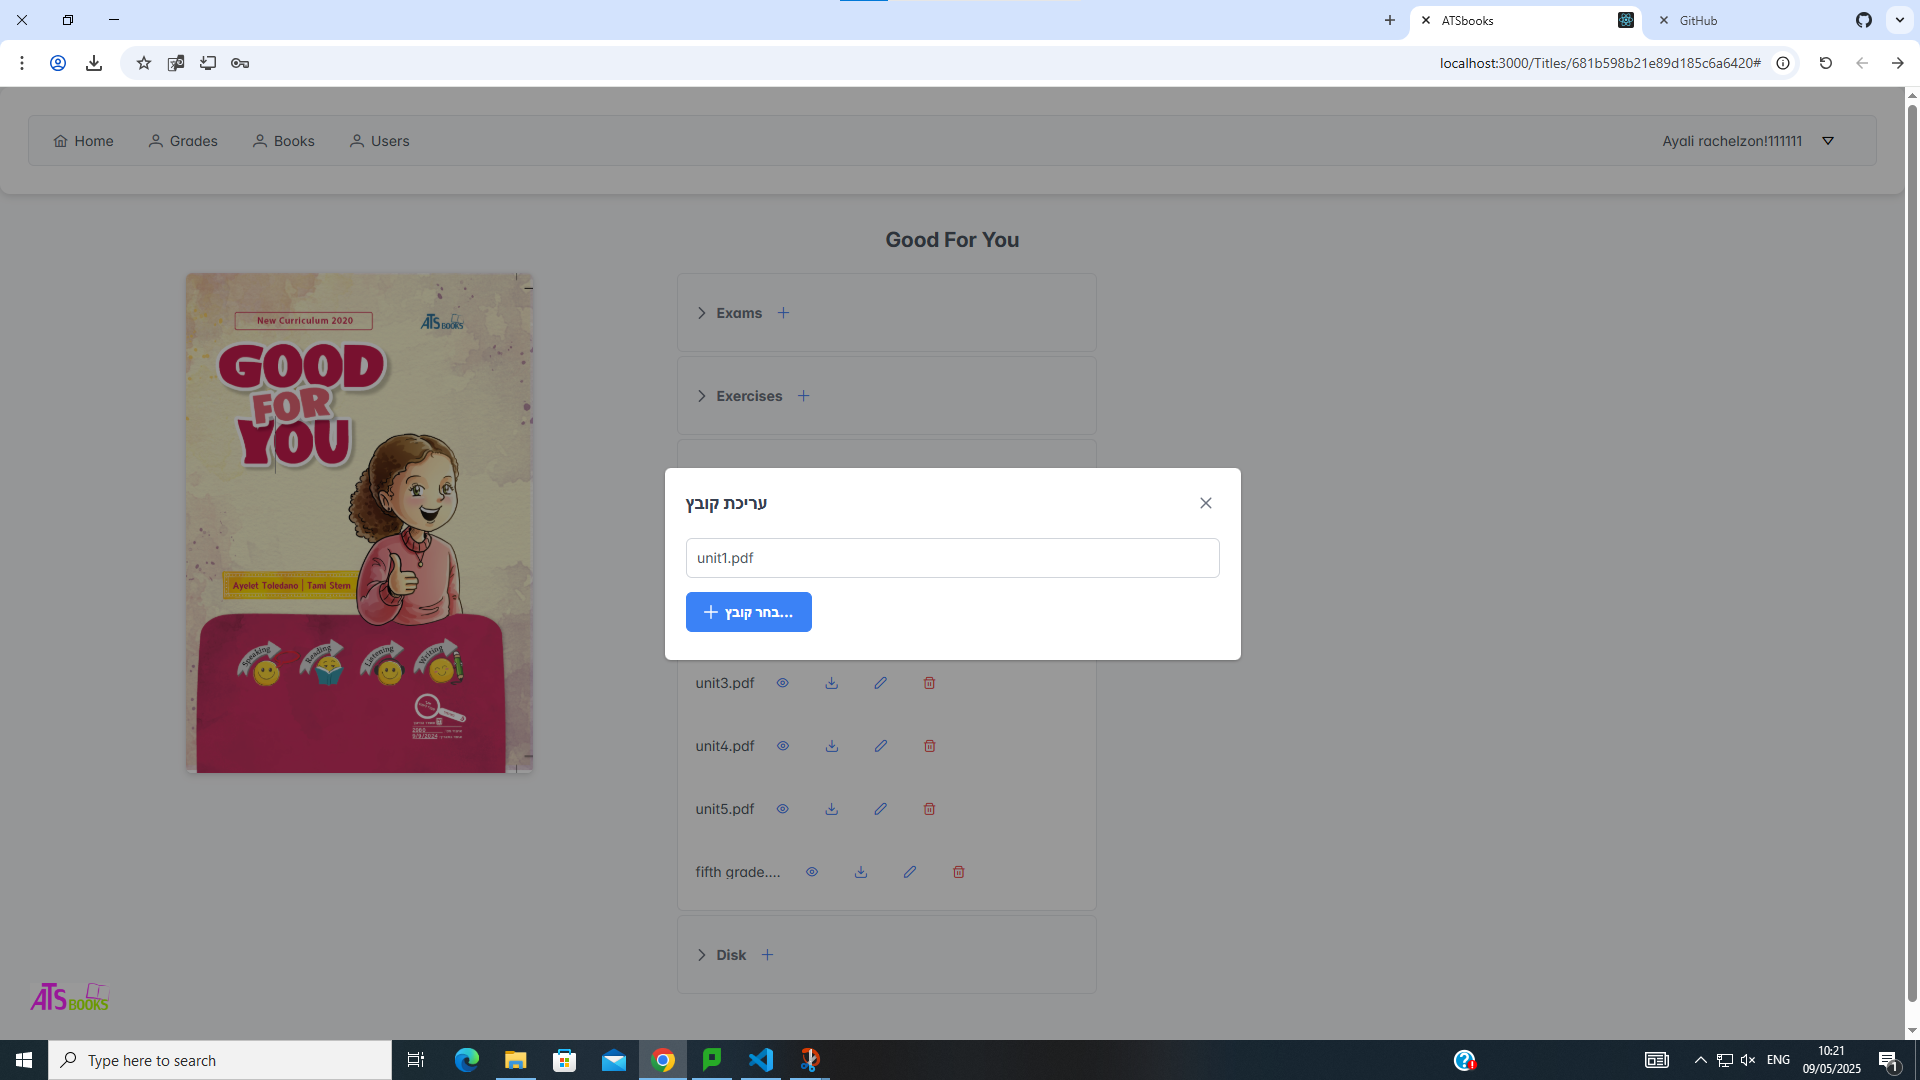 ATSbooks
GitHub
localhost:3000/Titles/681b598b21e89d185c6a6420#
Home
Grades
Books
Users
Ayali rachelzon!111111
Good For You
New Curriculum 2020
ATS BOOKS
GOOD
FOR
YOU
Ayelet Toledano | Tami Stern
Speaking
Reading
Listening
Writing
Exams
Exercises
עריכת קובץ
unit1.pdf
בחר קובץ...
unit3.pdf
unit4.pdf
unit5.pdf
fifth grade....
Disk
ATS BOOKS
Type here to search
ENG
10:21
09/05/2025
1